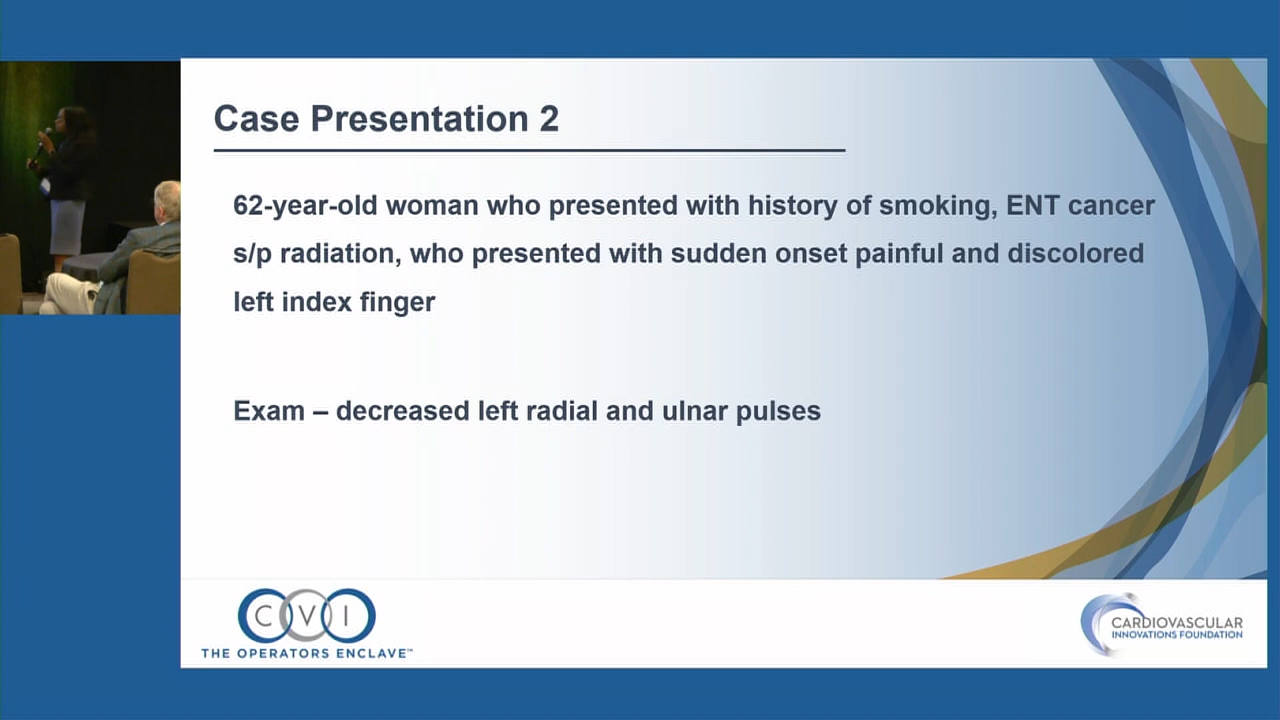 Case Presentation 2
62-year-old woman who presented with history of smoking, ENT cancer
s/p radiation, who presented with sudden onset painful and discolored
left index finger
Exam – decreased left radial and ulnar pulses
CVI
THE OPERATORS ENCLAVE™
CARDIOVASCULAR
INNOVATIONS FOUNDATION